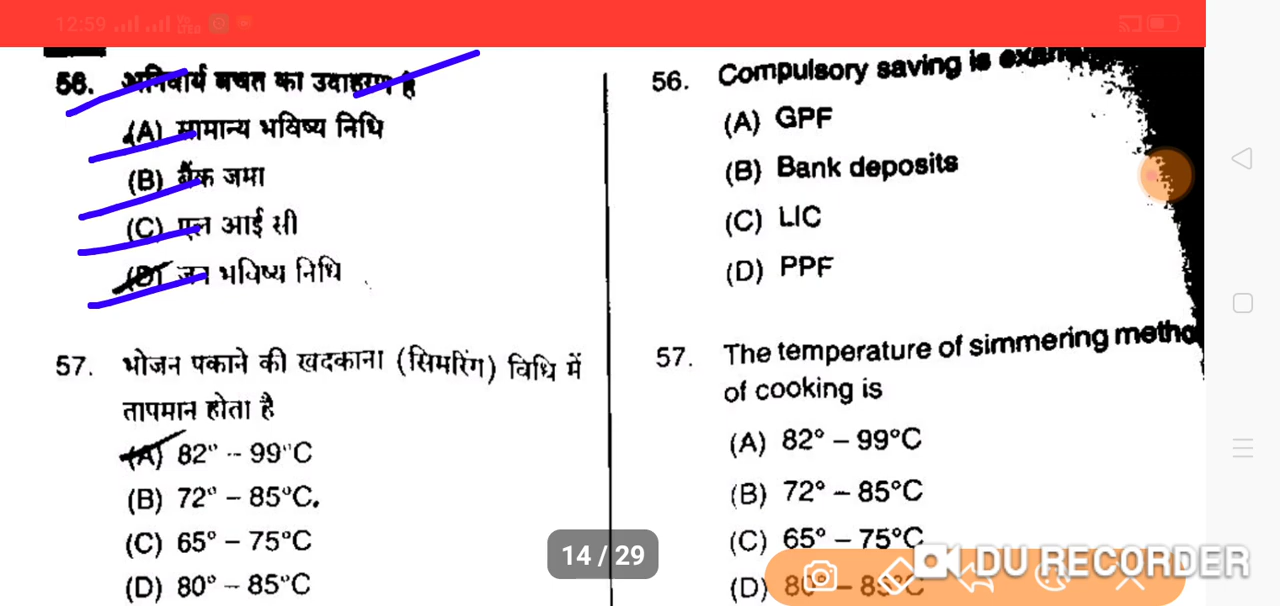 12:59
56. अनिवार्य बचत का उदाहरण है
(A) सामान्य भविष्य निधि
(B) बैंक जमा
(C) एल आई सी
(D) जन भविष्य निधि
57. भोजन पकाने की खदकाना (सिमरिंग) विधि में
तापमान होता है
(A) 82° – 99°C
(B) 72° – 85°C.
(C) 65° – 75°C
(D) 80° – 85°C
56. Compulsory saving is
(A) GPF
(B) Bank deposits
(C) LIC
(D) PPF
57. The temperature of simmering
of cooking is
(A) 82° – 99°C
(B) 72° – 85°C
(C) 65° – 75°C
(D) 80° – 85°C
14 / 29
DU RECORDER